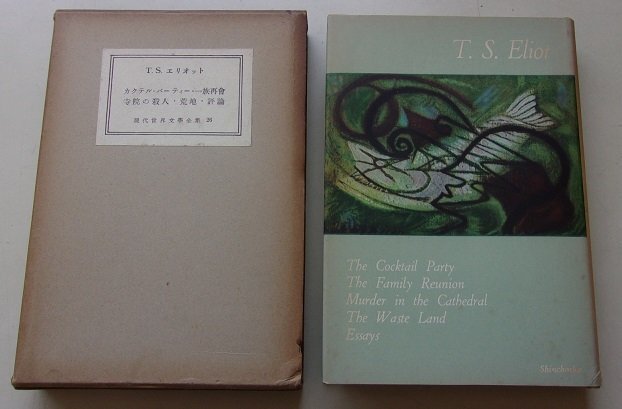 T.S.エリオット
カクテル・パーティー・一族再會
寺院の殺人・荒地・評論
現代世界文學全集 26
T. S. Eliot
The Cocktail Party
The Family Reunion
Murder in the Cathedral
The Waste Land
Essays
Shinchosha